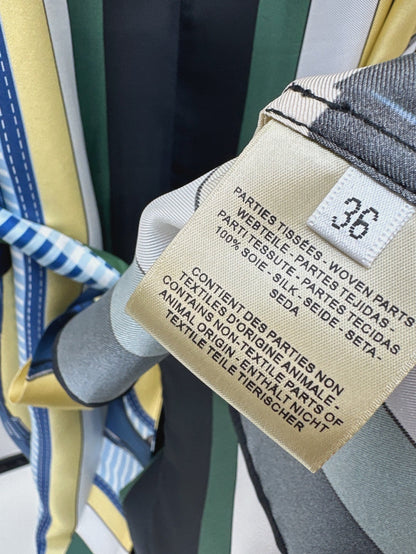 36
PARTIES TISSÉES - WOVEN PARTS
WEBTEILE - PARTES TEJIDAS
PARTI TESSUTE - PARTES TECIDAS
100% SOIE - SILK - SEIDE - SETA -
SEDA
CONTIENT DES PARTIES NON
TEXTILES D'ORIGINE ANIMALE -
CONTAINS NON-TEXTILE PARTS OF
ANIMAL ORIGIN - ENTHÄLT NICHT
TEXTILE TEILE TIERISCHER